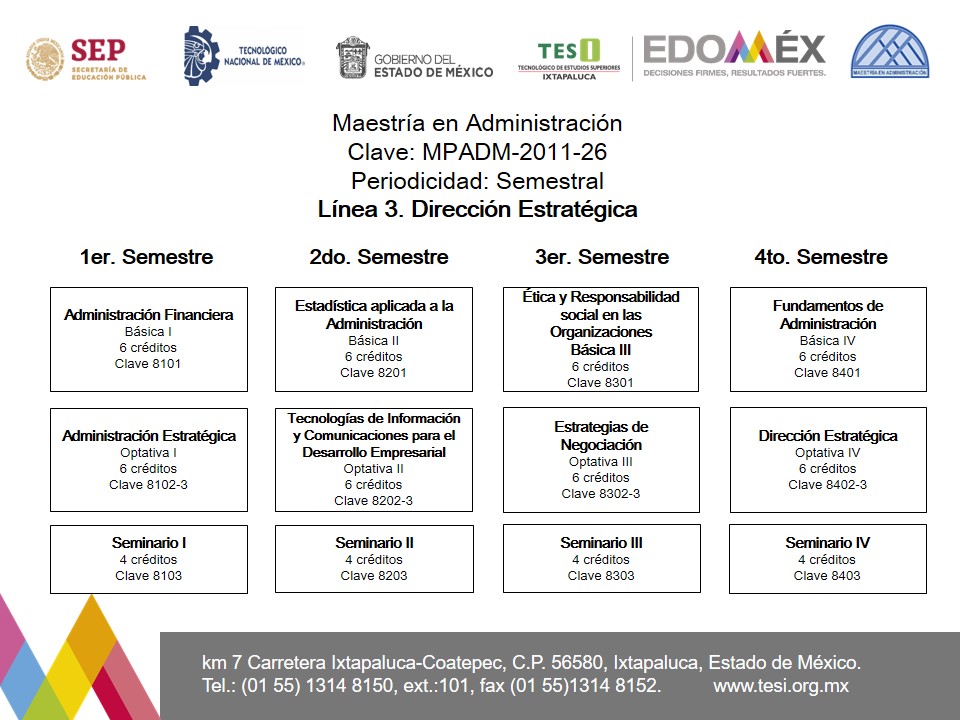 SEP
SECRETARÍA DE
EDUCACIÓN PÚBLICA
TECNOLÓGICO
NACIONAL DE MÉXICO
GOBIERNO DEL
ESTADO DE MÉXICO
TESI
TECNOLÓGICO DE ESTUDIOS SUPERIORES
IXTAPALUCA
EDOMÉX
DECISIONES FIRMES, RESULTADOS FUERTES.
MAESTRÍA EN ADMINISTRACIÓN
Maestría en Administración
Clave: MPADM-2011-26
Periodicidad: Semestral
Línea 3. Dirección Estratégica
1er. Semestre
2do. Semestre
3er. Semestre
4to. Semestre
Administración Financiera
Básica I
6 créditos
Clave 8101
Estadística aplicada a la
Administración
Básica II
6 créditos
Clave 8201
Ética y Responsabilidad
social en las
Organizaciones
Básica III
6 créditos
Clave 8301
Fundamentos de
Administración
Básica IV
6 créditos
Clave 8401
Administración Estratégica
Optativa I
6 créditos
Clave 8102-3
Tecnologías de Información
y Comunicaciones para el
Desarrollo Empresarial
Optativa II
6 créditos
Clave 8202-3
Estrategias de
Negociación
Optativa III
6 créditos
Clave 8302-3
Dirección Estratégica
Optativa IV
6 créditos
Clave 8402-3
Seminario I
4 créditos
Clave 8103
Seminario II
4 créditos
Clave 8203
Seminario III
4 créditos
Clave 8303
Seminario IV
4 créditos
Clave 8403
km 7 Carretera Ixtapaluca-Coatepec, C.P. 56580, Ixtapaluca, Estado de México.
Tel.: (01 55) 1314 8150, ext.:101, fax (01 55)1314 8152. www.tesi.org.mx